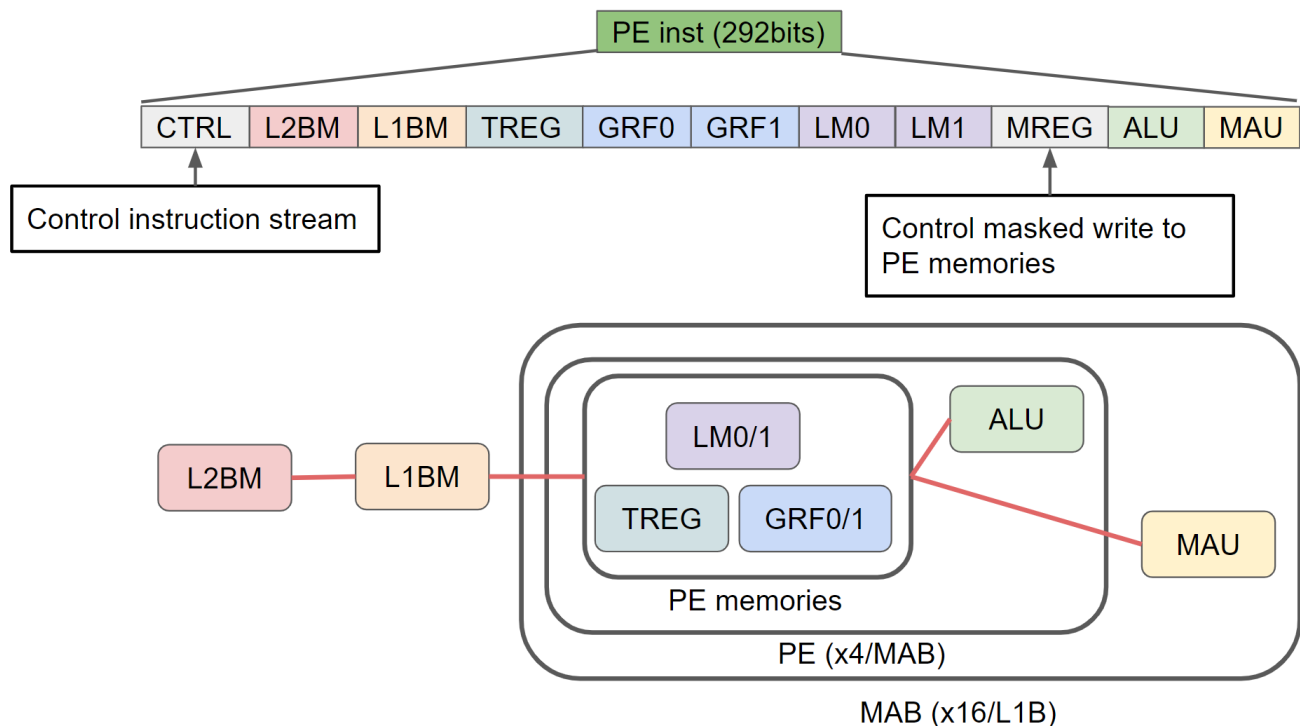 PE inst (292bits)
CTRL L2BM L1BM TREG GRF0 GRF1 LM0 LM1 MREG ALU MAU
Control instruction stream
Control masked write to
PE memories
LM0/1
ALU
L2BM
L1BM
TREG
GRF0/1
MAU
PE memories
PE (x4/MAB)
MAB (x16/L1B)